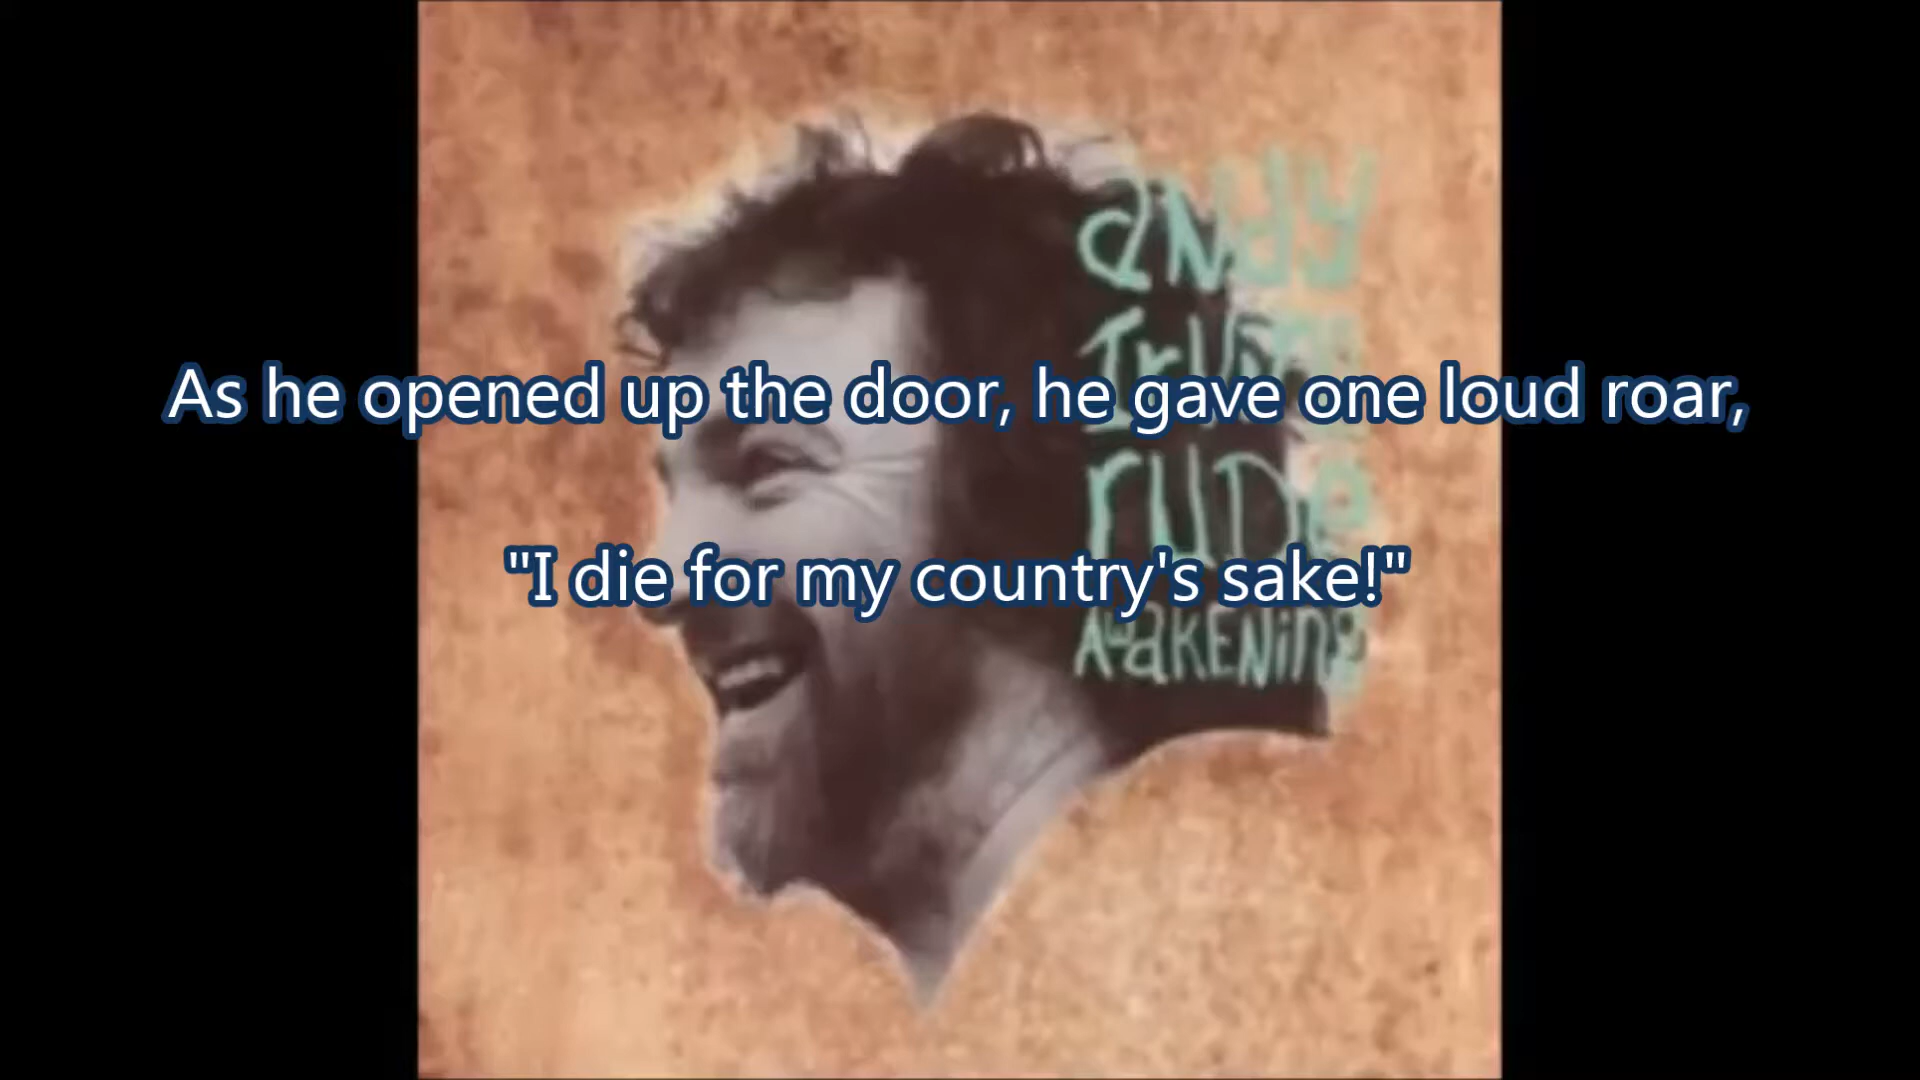 andy
Irvine
rude
As he opened up the door, he gave one loud roar,
"I die for my country's sake!"
Awakening